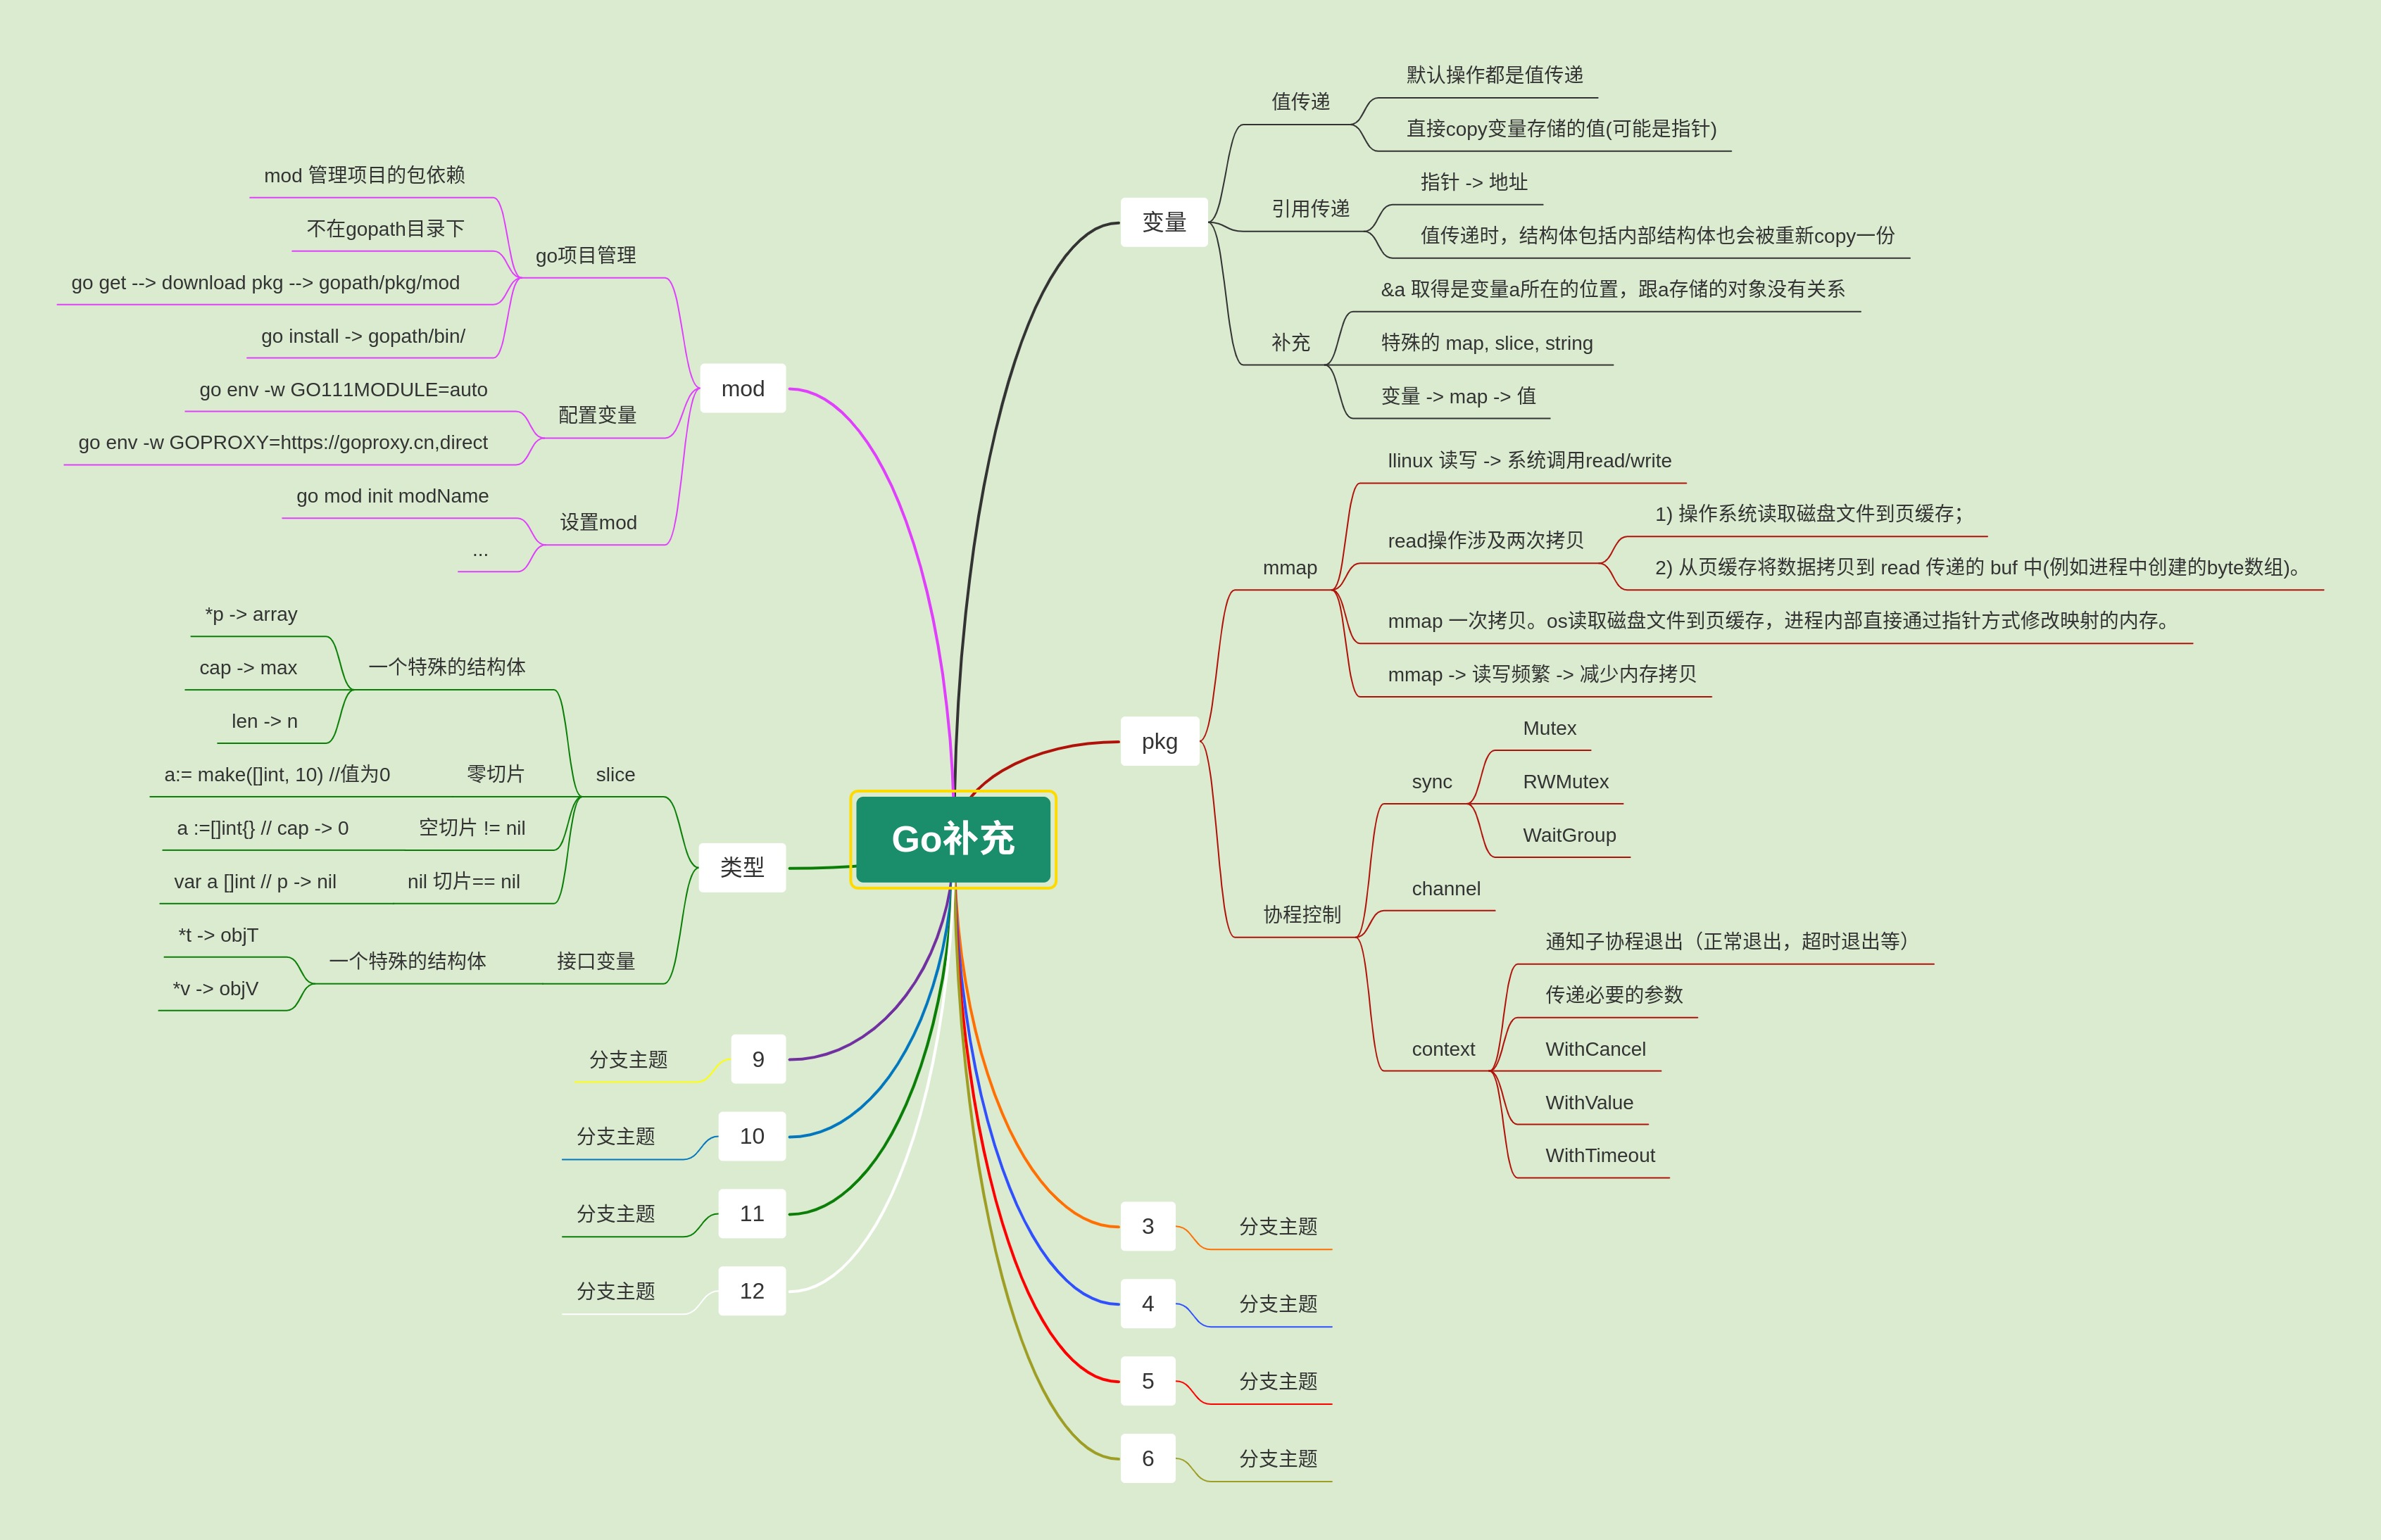 Go补充
变量
值传递
默认操作都是值传递
直接copy变量存储的值(可能是指针)
引用传递
指针 -> 地址
值传递时，结构体包括内部结构体也会被重新copy一份
补充
&a 取得是变量a所在的位置，跟a存储的对象没有关系
特殊的 map, slice, string
变量 -> map -> 值
pkg
mmap
llinux 读写 -> 系统调用read/write
read操作涉及两次拷贝
1) 操作系统读取磁盘文件到页缓存；
2) 从页缓存将数据拷贝到 read 传递的 buf 中(例如进程中创建的byte数组)。
mmap 一次拷贝。os读取磁盘文件到页缓存，进程内部直接通过指针方式修改映射的内存。
mmap -> 读写频繁 -> 减少内存拷贝
协程控制
sync
Mutex
RWMutex
WaitGroup
channel
context
通知子协程退出（正常退出，超时退出等）
传递必要的参数
WithCancel
WithValue
WithTimeout
3
分支主题
4
分支主题
5
分支主题
6
分支主题
mod
go项目管理
mod 管理项目的包依赖
不在gopath目录下
go get --> download pkg --> gopath/pkg/mod
go install -> gopath/bin/
配置变量
go env -w GO111MODULE=auto
go env -w GOPROXY=https://goproxy.cn,direct
设置mod
go mod init modName
...
类型
slice
一个特殊的结构体
*p -> array
cap -> max
len -> n
零切片
a:= make([]int, 10) //值为0
空切片 != nil
a :=[]int{} // cap -> 0
nil 切片== nil
var a []int // p -> nil
接口变量
一个特殊的结构体
*t -> objT
*v -> objV
9
分支主题
10
分支主题
11
分支主题
12
分支主题